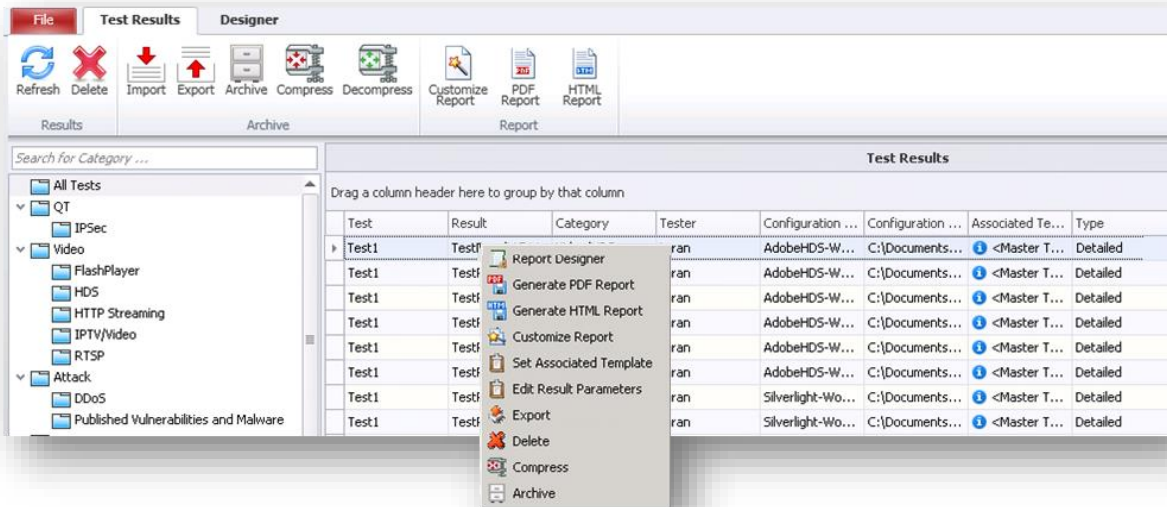 File Test Results Designer
Refresh Delete Import Export Archive Compress Decompress Customize Report PDF Report HTML Report
Results Archive Report
Search for Category ...
Test Results
All Tests
QT
IPSec
Video
FlashPlayer
HDS
HTTP Streaming
IPTV/Video
RTSP
Attack
DDoS
Published Vulnerabilities and Malware
Drag a column header here to group by that column
Test Result Category Tester Configuration ... Configuration ... Associated Te... Type
Test1 AdobeHDS-W... C:\Documents... <Master T... Detailed
Test1 AdobeHDS-W... C:\Documents... <Master T... Detailed
Test1 AdobeHDS-W... C:\Documents... <Master T... Detailed
Test1 AdobeHDS-W... C:\Documents... <Master T... Detailed
Test1 AdobeHDS-W... C:\Documents... <Master T... Detailed
Test1 AdobeHDS-W... C:\Documents... <Master T... Detailed
Test1 Silverlight-Wo... C:\Documents... <Master T... Detailed
Test1 Silverlight-Wo... C:\Documents... <Master T... Detailed
Report Designer
Generate PDF Report
Generate HTML Report
Customize Report
Set Associated Template
Edit Result Parameters
Export
Delete
Compress
Archive